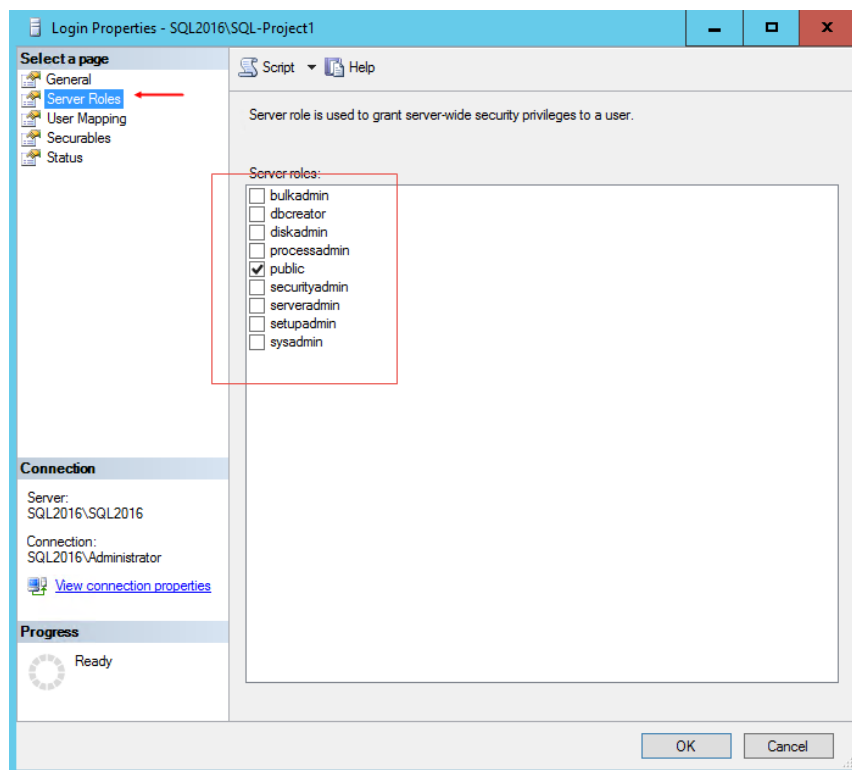 Login Properties - SQL2016\SQL-Project1
Select a page
General
Server Roles
User Mapping
Securables
Status
Script
Help
Server role is used to grant server-wide security privileges to a user.
Server roles:
bulkadmin
dbcreator
diskadmin
processadmin
public
securityadmin
serveradmin
setupadmin
sysadmin
Connection
Server:
SQL2016\SQL2016
Connection:
SQL2016\Administrator
View connection properties
Progress
Ready
OK
Cancel